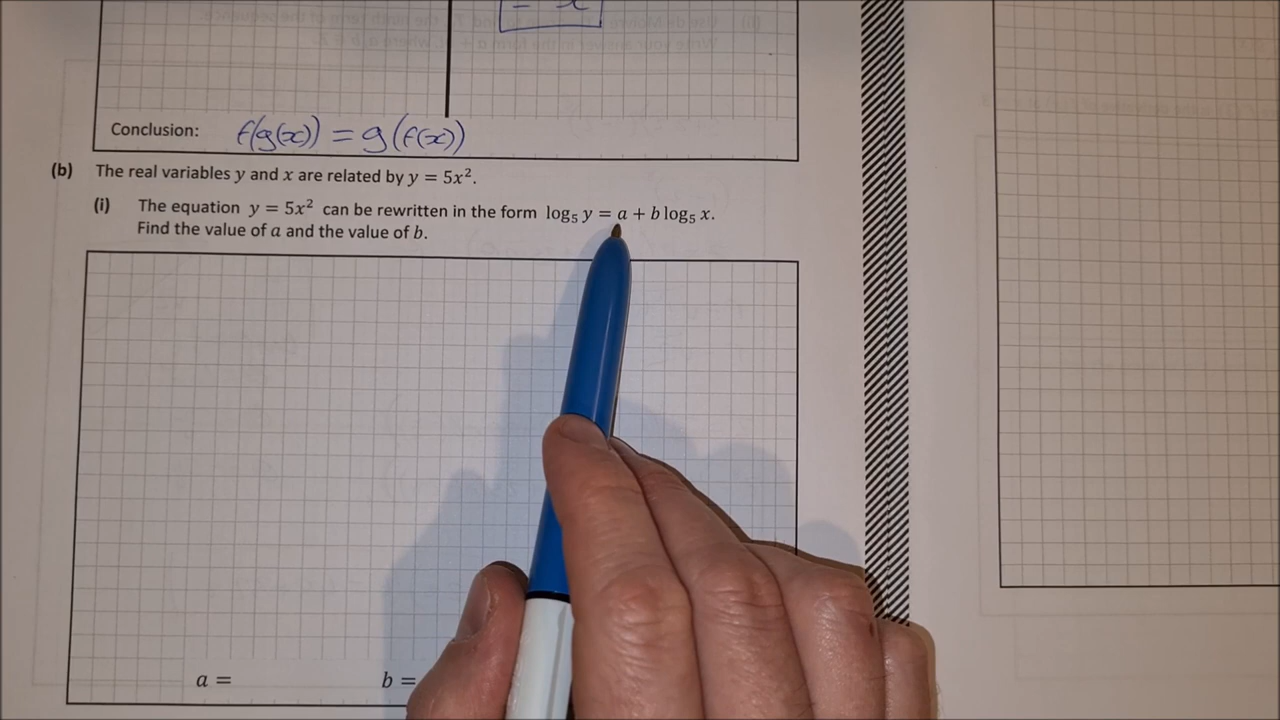 = x
Conclusion: f(g(x)) = g(f(x))
(b) The real variables y and x are related by y = 5x².
(i) The equation y = 5x² can be rewritten in the form log₅ y = a + b log₅ x.
Find the value of a and the value of b.
a = b =